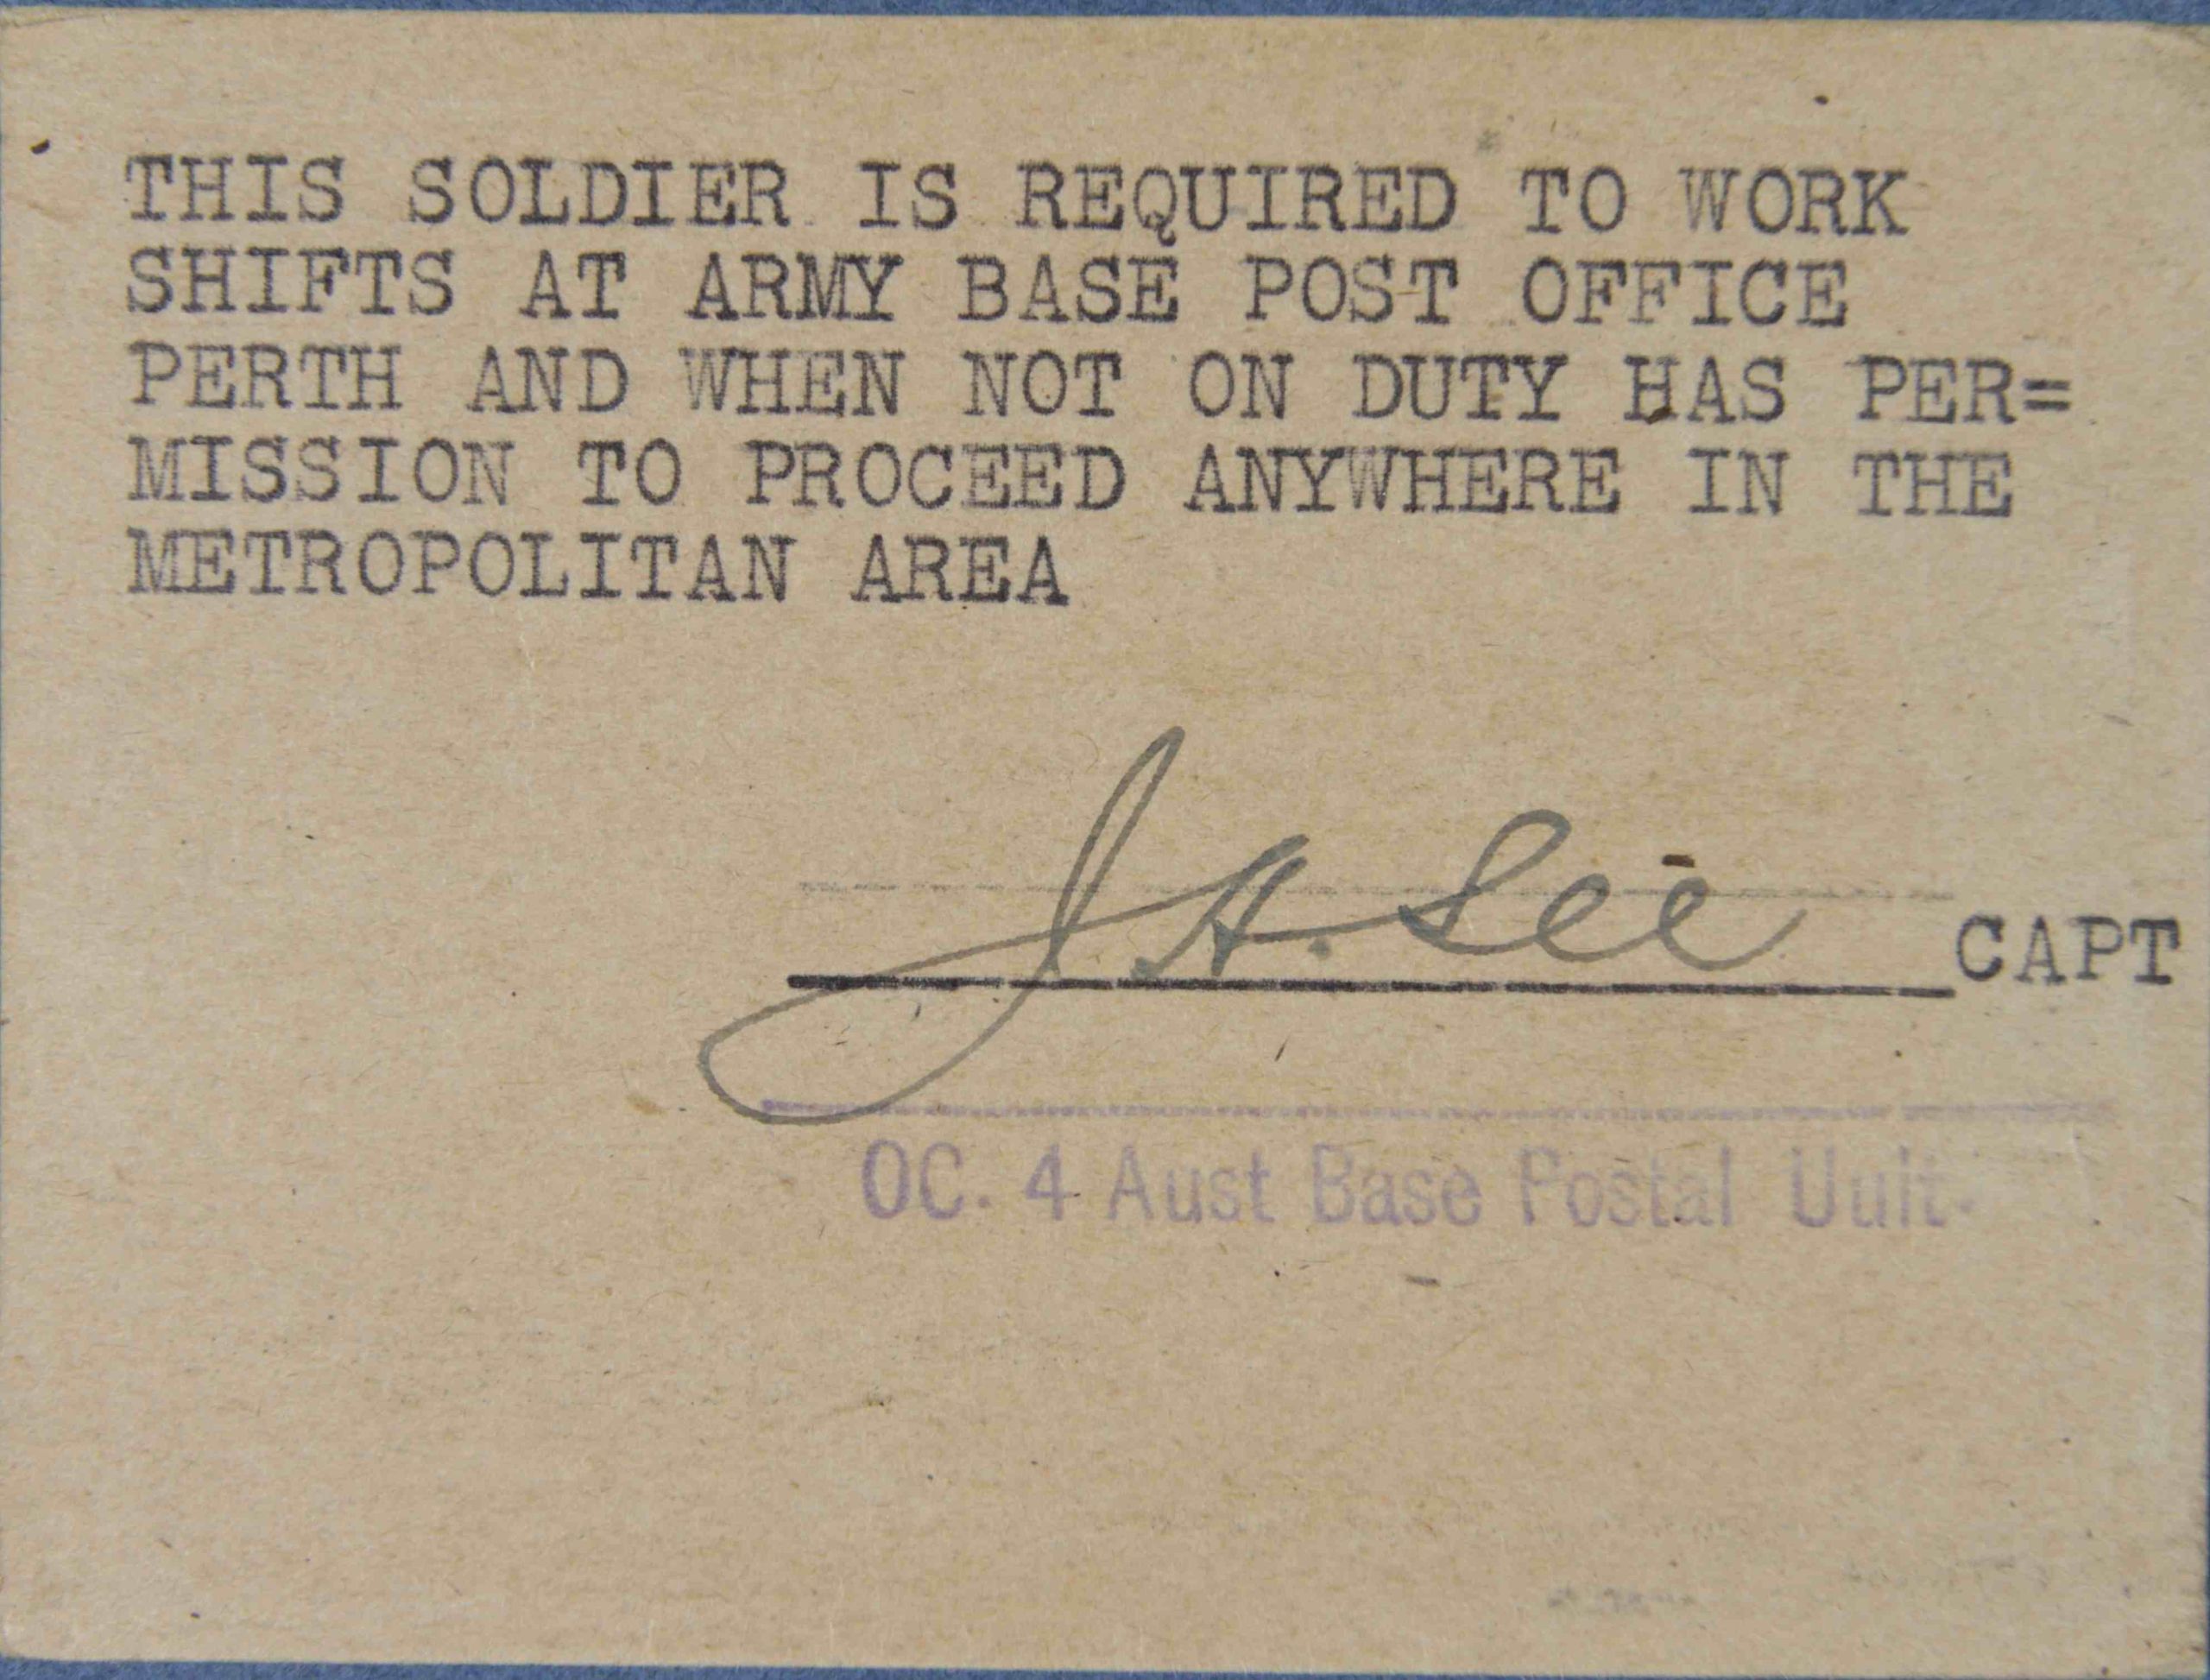 THIS SOLDIER IS REQUIRED TO WORK
SHIFTS AT ARMY BASE POST OFFICE
PERTH AND WHEN NOT ON DUTY HAS PER=
MISSION TO PROCEED ANYWHERE IN THE
METROPOLITAN AREA
J H. Lee CAPT
OC. 4 Aust Base Postal Unit.